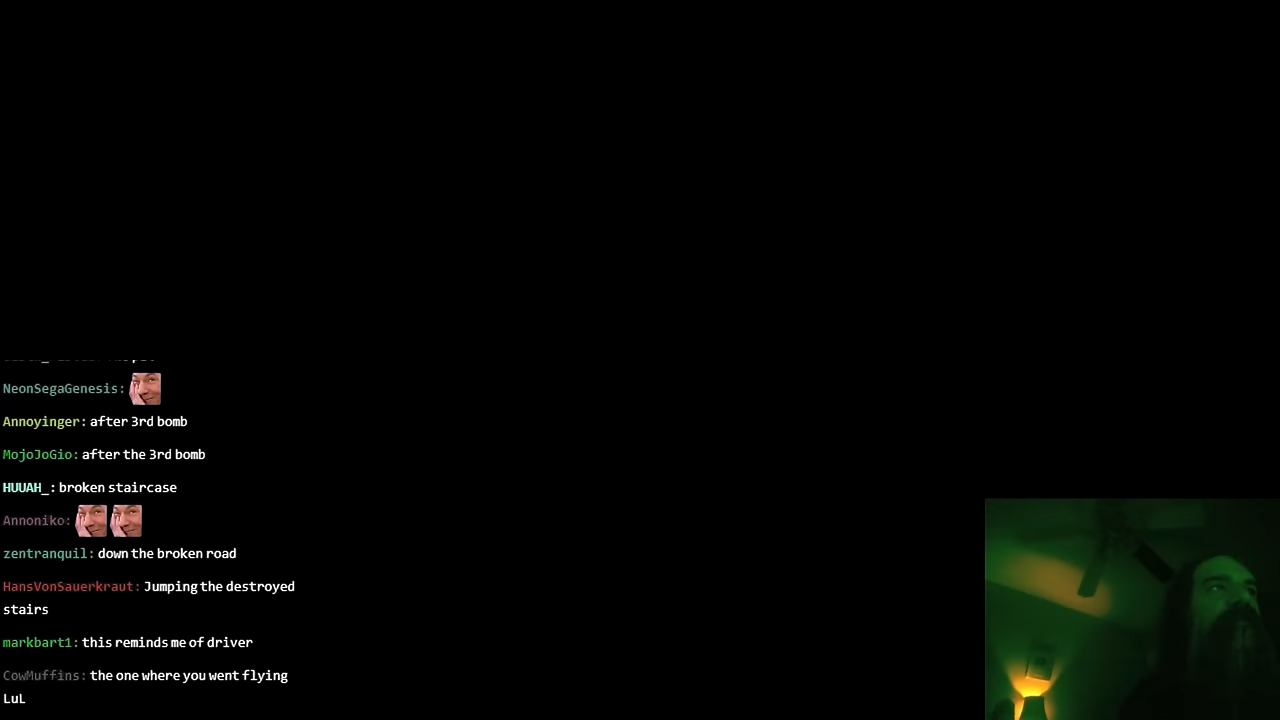 NeonSegaGenesis:
Annoyinger: after 3rd bomb
MojoJoGio: after the 3rd bomb
HUUAH_: broken staircase
Annoniko:
zentranquil: down the broken road
HansVonSauerkraut: Jumping the destroyed
stairs
markbart1: this reminds me of driver
CowMuffins: the one where you went flying
LuL